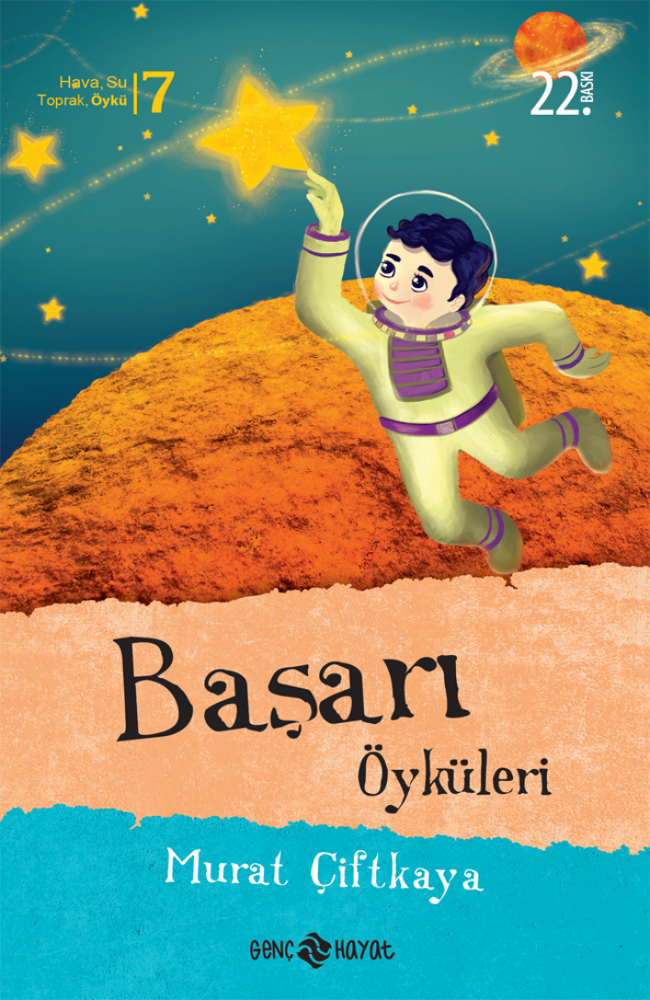 Hava, Su
Toprak, Öykü
7
22.
BASKI
Başarı
Öyküleri
Murat Çiftkaya
GENÇ HAYAT